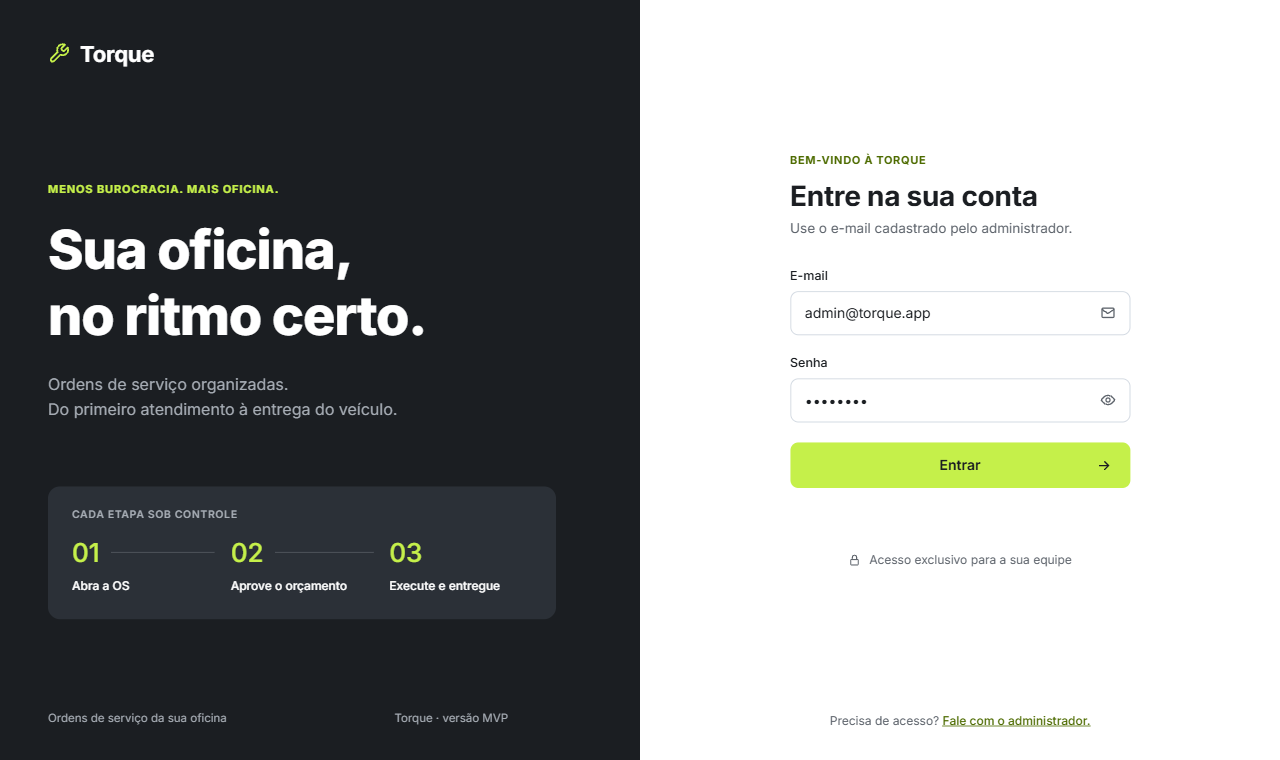 Torque
MENOS BUROCRACIA. MAIS OFICINA.
Sua oficina,
no ritmo certo.
Ordens de serviço organizadas.
Do primeiro atendimento à entrega do veículo.
CADA ETAPA SOB CONTROLE
01 02 03
Abra a OS Aprove o orçamento Execute e entregue
Ordens de serviço da sua oficina Torque · versão MVP
BEM-VINDO À TORQUE
Entre na sua conta
Use o e-mail cadastrado pelo administrador.
E-mail
admin@torque.app
Senha
••••••••
Entrar →
Acesso exclusivo para a sua equipe
Precisa de acesso? Fale com o administrador.